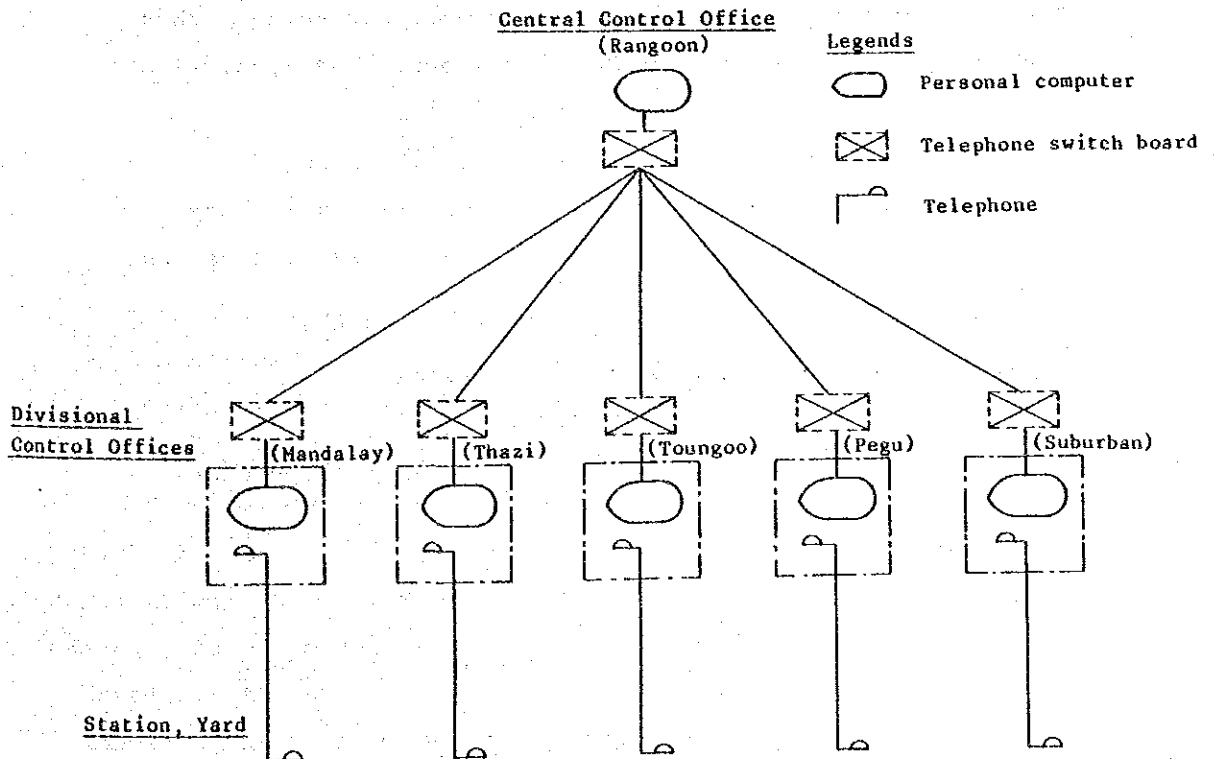 Central Control Office
(Rangoon)
Legends
Personal computer
Telephone switch board
Telephone
Divisional
Control Offices
(Mandalay)
(Thazi)
(Toungoo)
(Pegu)
(Suburban)
Station, Yard